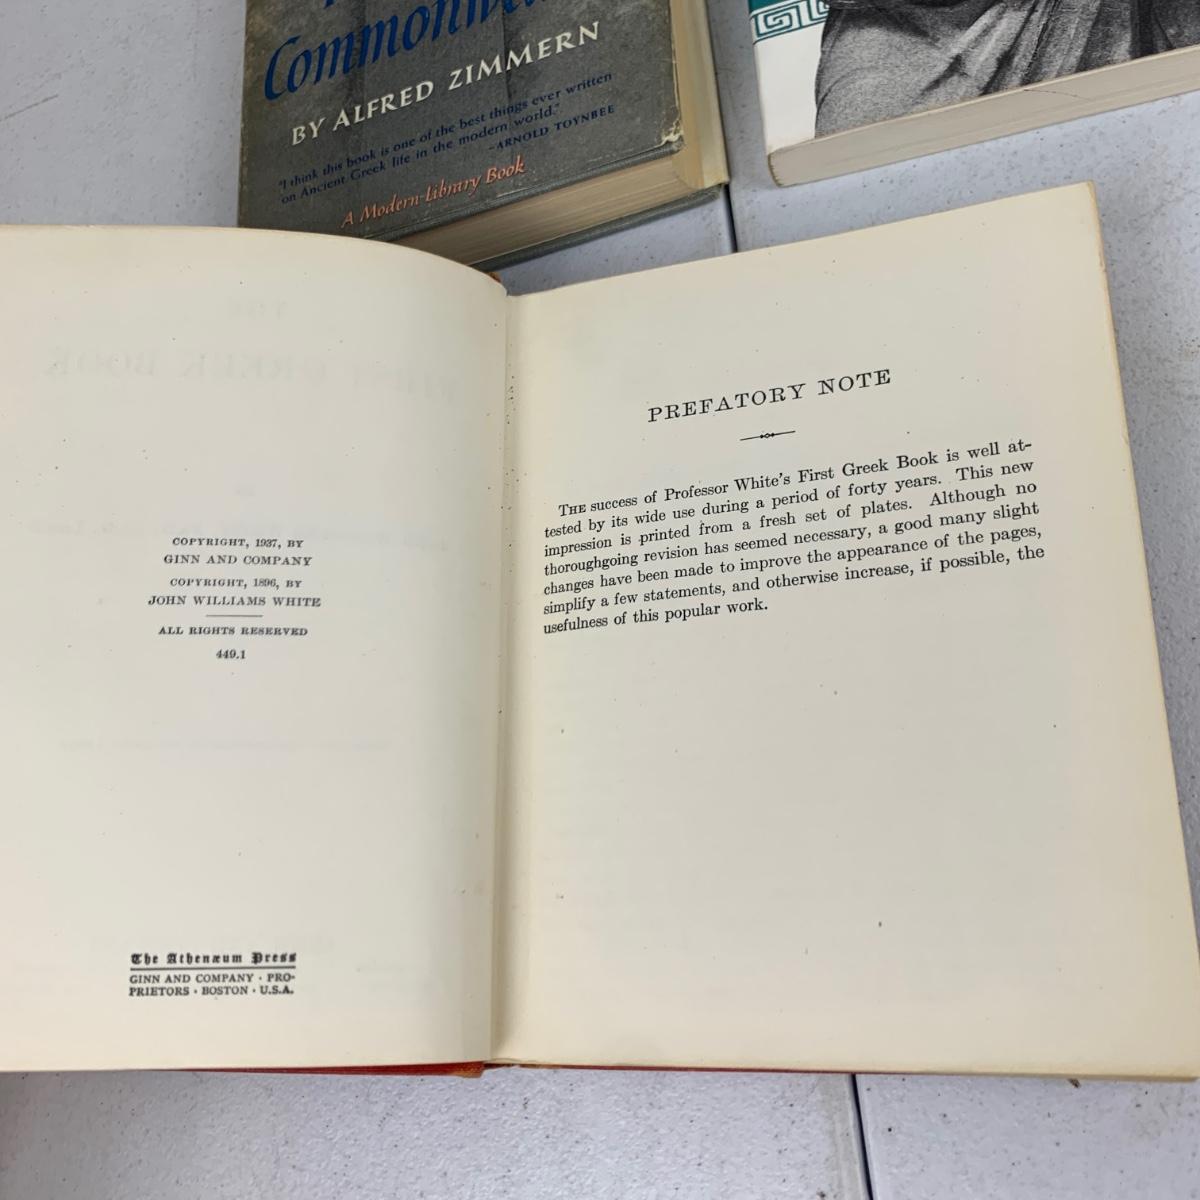 Commonwealth
BY ALFRED ZIMMERN
"I think this book is one of the best things ever written
on Ancient Greek life in the modern world."
-ARNOLD TOYNBEE
A Modern Library Book
COPYRIGHT, 1937, BY
GINN AND COMPANY
COPYRIGHT, 1896, BY
JOHN WILLIAMS WHITE
ALL RIGHTS RESERVED
449.1
The Athenæum Press
GINN AND COMPANY · PRO-
PRIETORS · BOSTON · U.S.A.
PREFATORY NOTE
THE success of Professor White's First Greek Book is well at-
tested by its wide use during a period of forty years. This new
impression is printed from a fresh set of plates. Although no
thoroughgoing revision has seemed necessary, a good many slight
changes have been made to improve the appearance of the pages,
simplify a few statements, and otherwise increase, if possible, the
usefulness of this popular work.